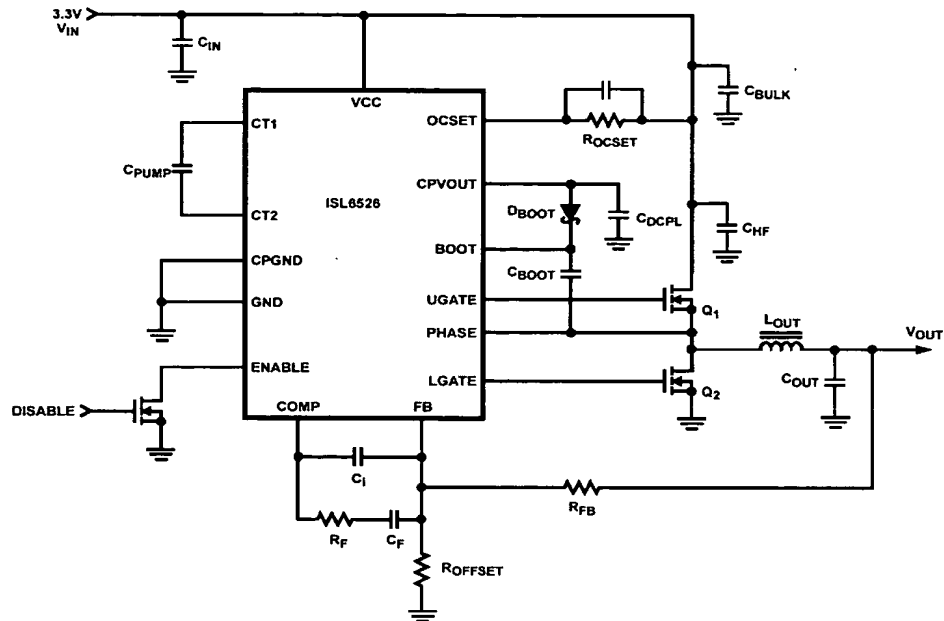 3.3V
VIN
CIN
VCC
CBULK
CT1
OCSET
ROCSET
CPUMP
CPVOUT
ISL6526
DBOOT
CDCPL
CT2
CHF
BOOT
CBOOT
CPGND
GND
UGATE
Q1
PHASE
LOUT
VOUT
ENABLE
LGATE
COUT
Q2
DISABLE
COMP
FB
Ci
RFB
RF
CF
ROFFSET